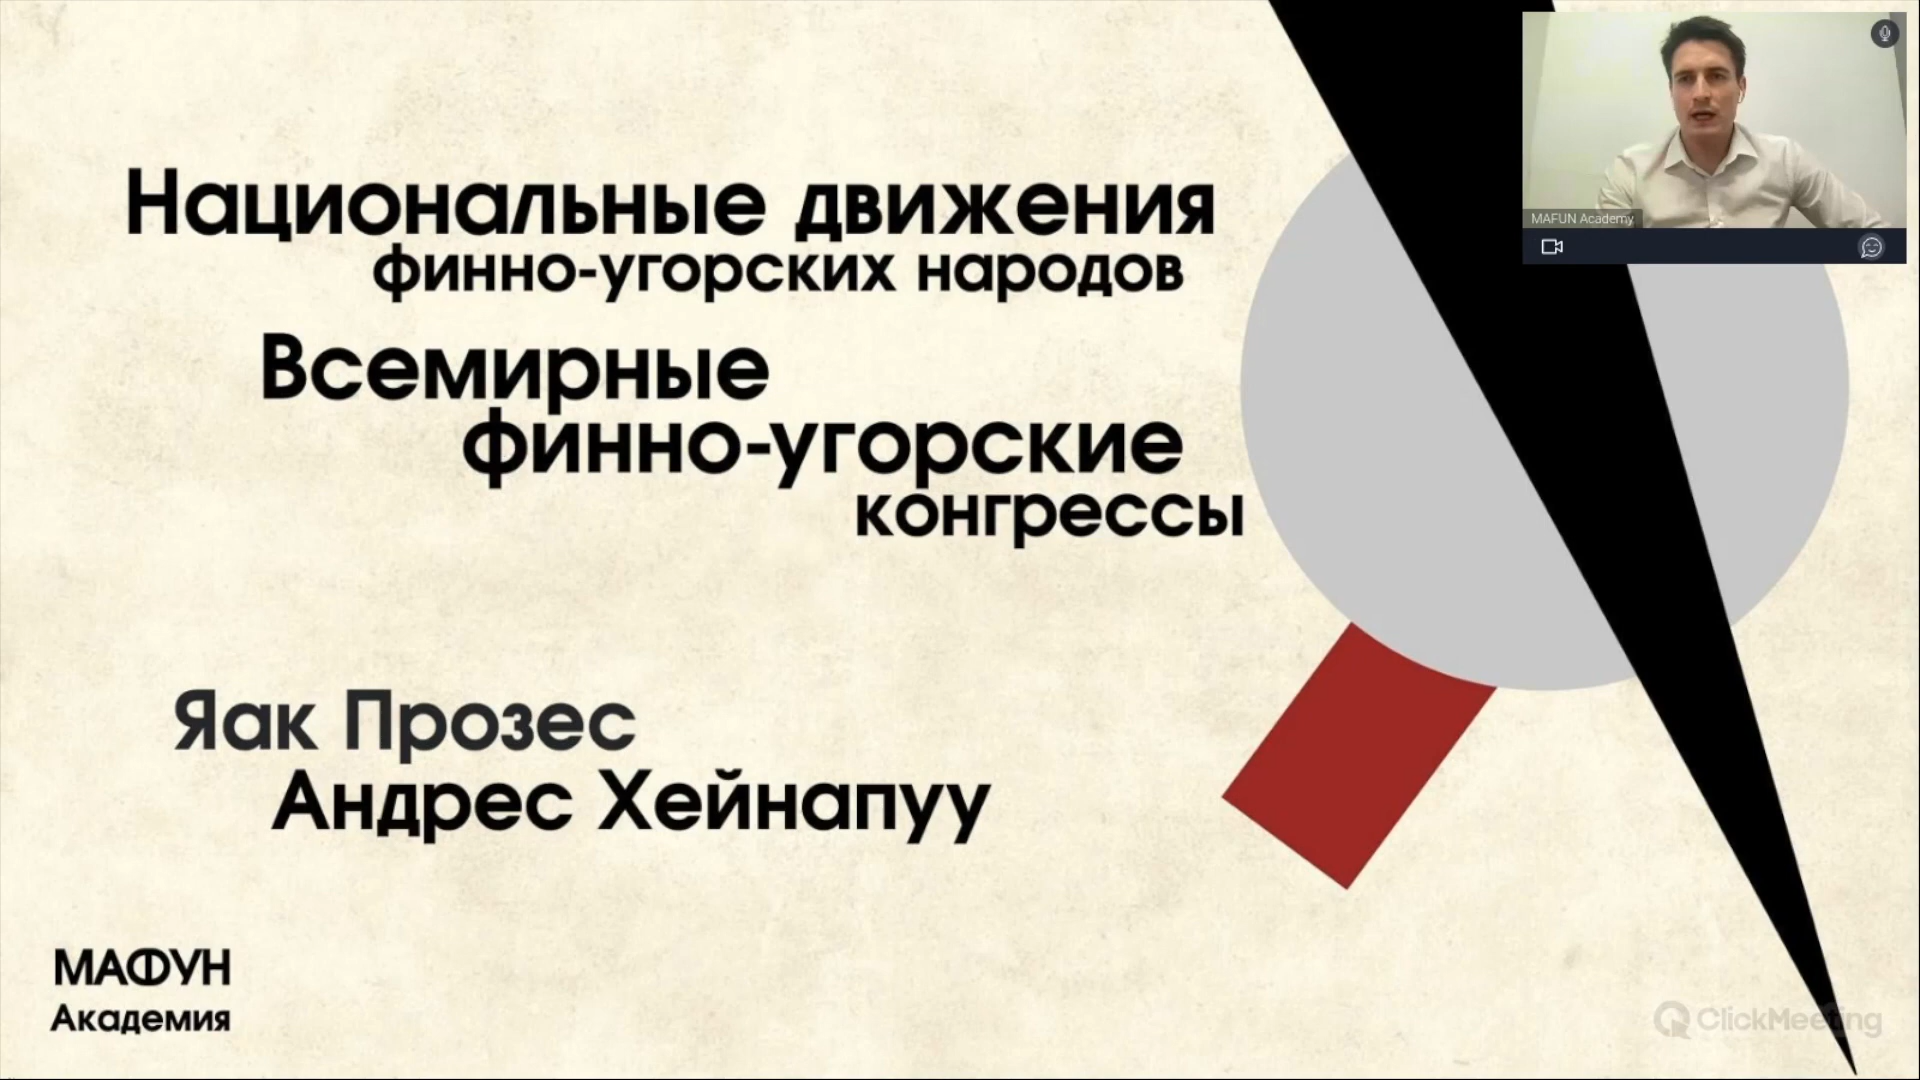 Национальные движения
финно-угорских народов
Всемирные
финно-угорские
конгрессы
Яак Прозес
Андрес Хейнапуу
МАФУН
Академия
MAFUN Academy
ClickMeeting